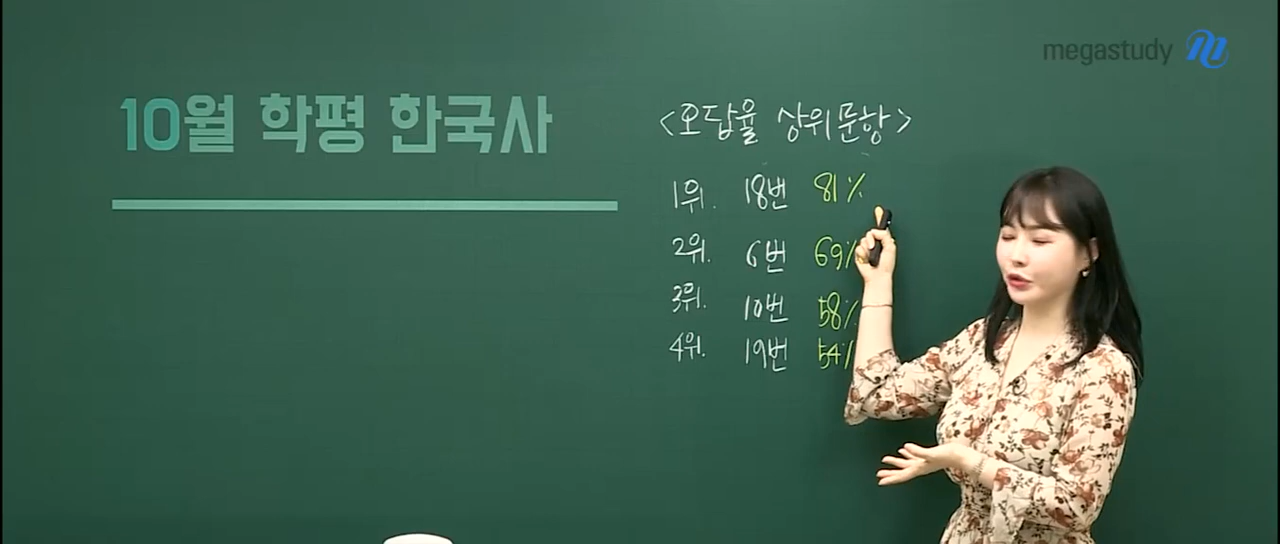 megastudy
10월 학평 한국사
<오답율 상위문항>
1위. 18번 81%
2위. 6번 69%
3위. 10번 58%
4위. 19번 54%